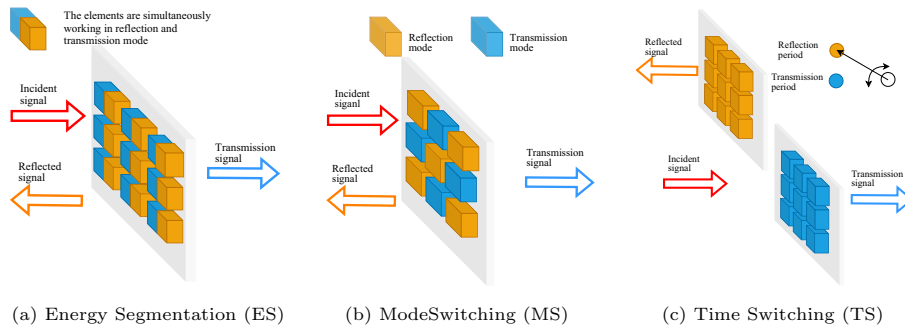 The elements are simultaneously
working in reflection and
transmission mode
Incident
signal
Reflected
signal
Transmission
signal
(a) Energy Segmentation (ES)
Reflection
mode
Transmission
mode
Incident
siganl
Reflected
signal
Transmission
signal
(b) ModeSwitching (MS)
Reflected
signal
Reflection
period
Transmission
period
Incident
signal
Transmission
signal
(c) Time Switching (TS)